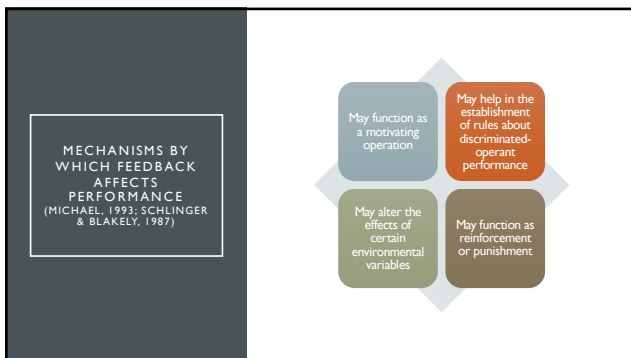 MECHANISMS BY
WHICH FEEDBACK
AFFECTS
PERFORMANCE
(MICHAEL, 1993; SCHLINGER
& BLAKELY, 1987)
May function as
a motivating
operation
May help in the
establishment
of rules about
discriminated-
operant
performance
May alter the
effects of
certain
environmental
variables
May function as
reinforcement
or punishment